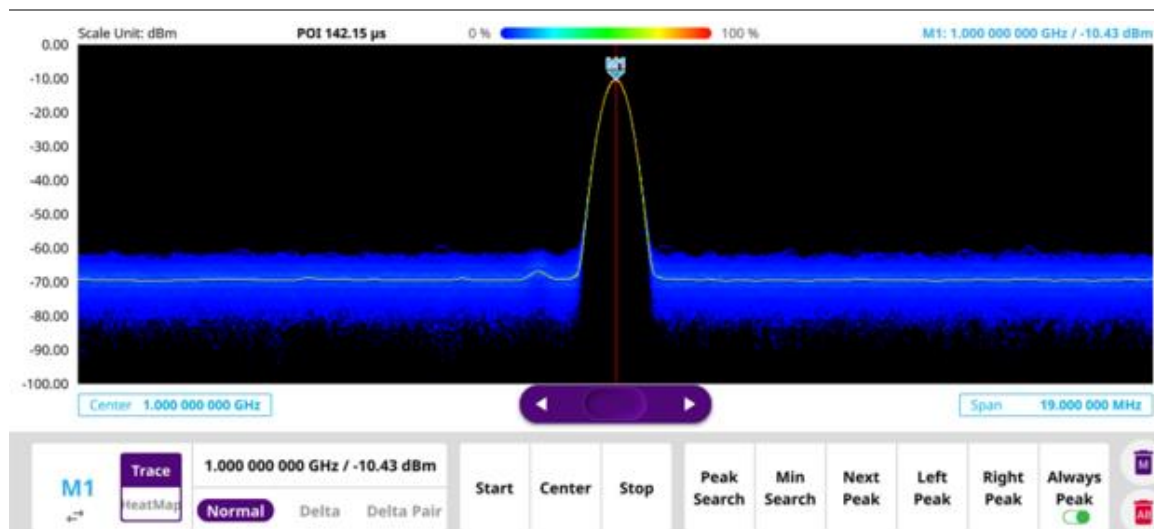 Scale Unit: dBm POI 142.15 µs 0 % 100 % M1: 1.000 000 000 GHz / -10.43 dBm
0.00
M1
-10.00
-20.00
-30.00
-40.00
-50.00
-60.00
-70.00
-80.00
-90.00
-100.00
Center 1.000 000 000 GHz Span 19.000 000 MHz
M1 Trace HeatMap
1.000 000 000 GHz / -10.43 dBm
Normal Delta Delta Pair
Start Center Stop
Peak Search Min Search Next Peak Left Peak Right Peak Always Peak
M
All